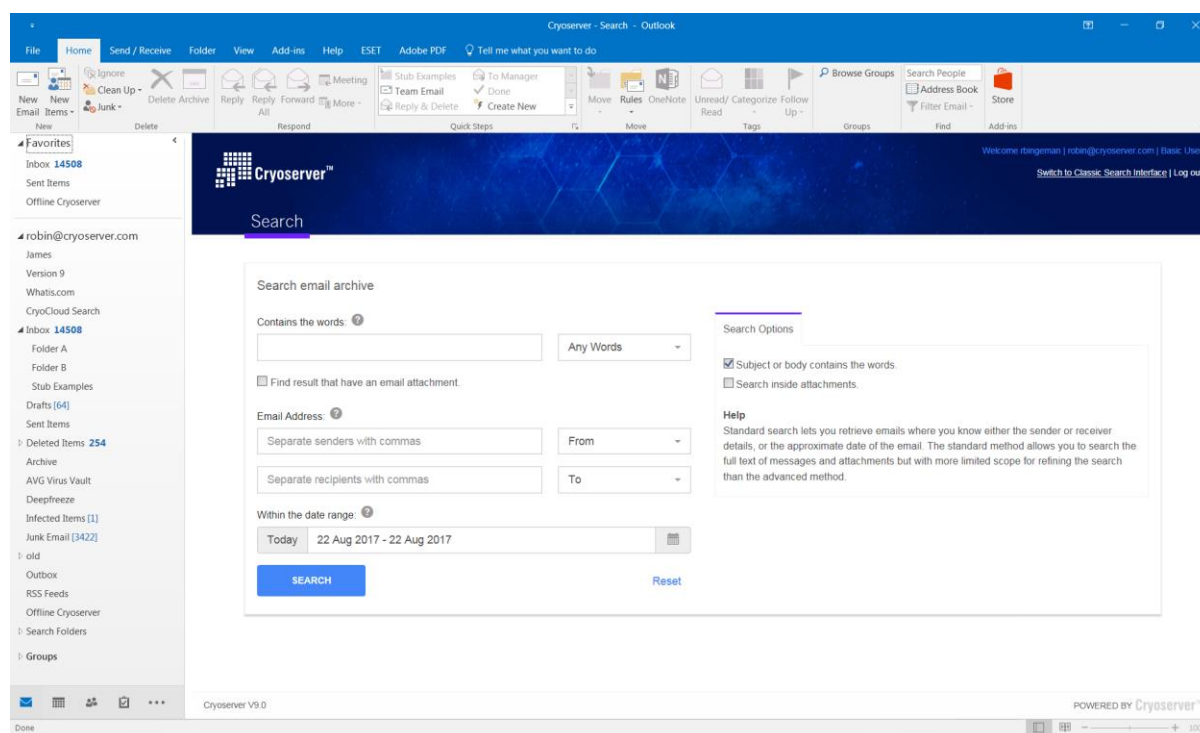 Cryoserver - Search - Outlook
File Home Send / Receive Folder View Add-ins Help ESET Adobe PDF Tell me what you want to do
New Email
New Items
Ignore
Clean Up
Junk
Delete
Archive
Reply
Reply All
Forward
Meeting
More
Stub Examples
Team Email
Reply & Delete
To Manager
Done
Create New
Move
Rules
OneNote
Unread/ Read
Categorize
Follow Up
Browse Groups
Search People
Address Book
Filter Email
Store
New Delete Respond Quick Steps Move Tags Groups Find Add-ins
Favorites
Inbox 14508
Sent Items
Offline Cryoserver
robin@cryoserver.com
James
Version 9
Whatis.com
CryoCloud Search
Inbox 14508
Folder A
Folder B
Stub Examples
Drafts [64]
Sent Items
Deleted Items 254
Archive
AVG Virus Vault
Deepfreeze
Infected Items [1]
Junk Email [3422]
old
Outbox
RSS Feeds
Offline Cryoserver
Search Folders
Groups
Done
Cryoserver™
Welcome rbingeman | robin@cryoserver.com | Basic Use
Switch to Classic Search Interface | Log ou
Search
Search email archive
Contains the words: ?
Any Words
Find result that have an email attachment.
Email Address: ?
Separate senders with commas From
Separate recipients with commas To
Within the date range: ?
Today 22 Aug 2017 - 22 Aug 2017
SEARCH Reset
Search Options
Subject or body contains the words.
Search inside attachments.
Help
Standard search lets you retrieve emails where you know either the sender or receiver
details, or the approximate date of the email. The standard method allows you to search the
full text of messages and attachments but with more limited scope for refining the search
than the advanced method.
Cryoserver V9.0
POWERED BY Cryoserver™